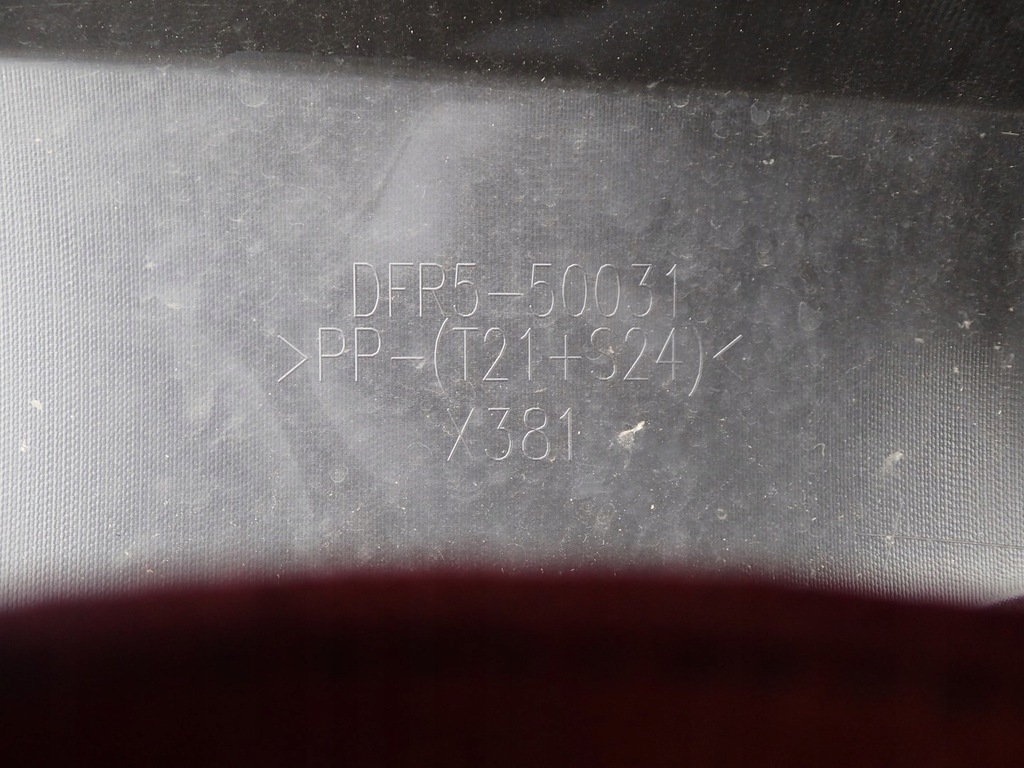 DFR5-50031
>PP-(T21+S24)<
X381